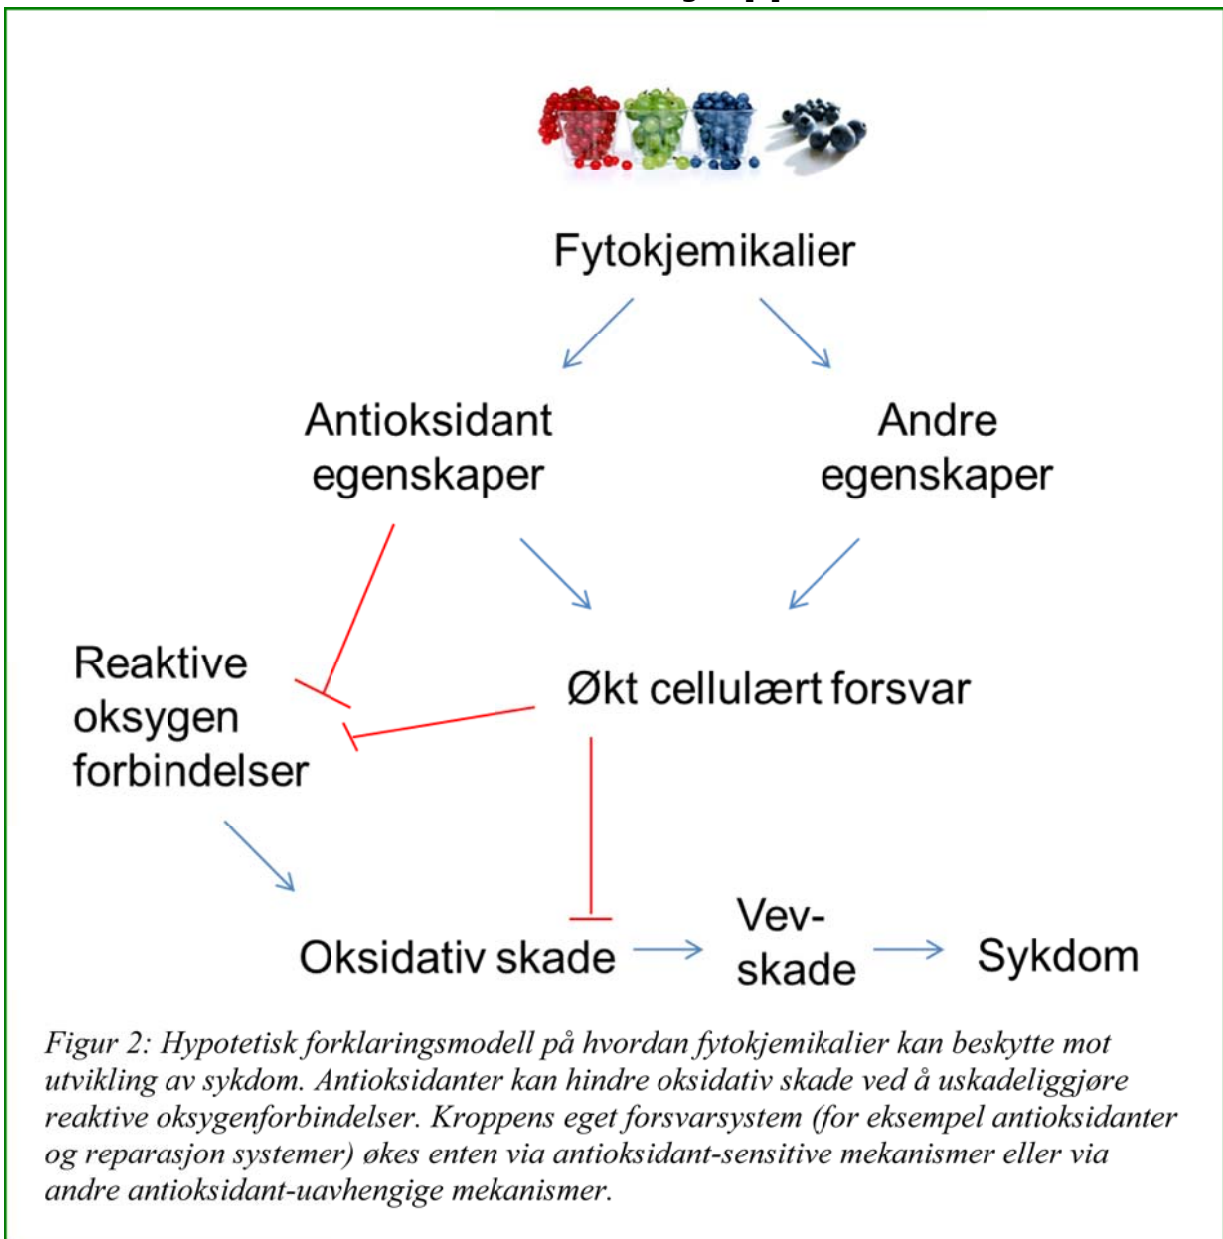 Fytokjemikalier
Antioksidant
egenskaper
Andre
egenskaper
Reaktive
oksygen
forbindelser
Økt cellulært forsvar
Oksidativ skade
Vev-
skade
Sykdom
Figur 2: Hypotetisk forklaringsmodell på hvordan fytokjemikalier kan beskytte mot
utvikling av sykdom. Antioksidanter kan hindre oksidativ skade ved å uskadeliggjøre
reaktive oksygenforbindelser. Kroppens eget forsvarsystem (for eksempel antioksidanter
og reparasjon systemer) økes enten via antioksidant-sensitive mekanismer eller via
andre antioksidant-uavhengige mekanismer.